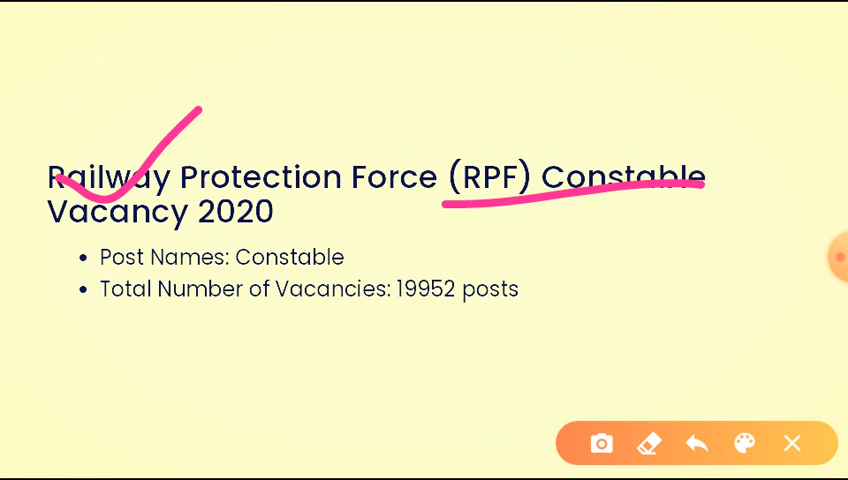 Railway Protection Force (RPF) Constable
Vacancy 2020
• Post Names: Constable
• Total Number of Vacancies: 19952 posts